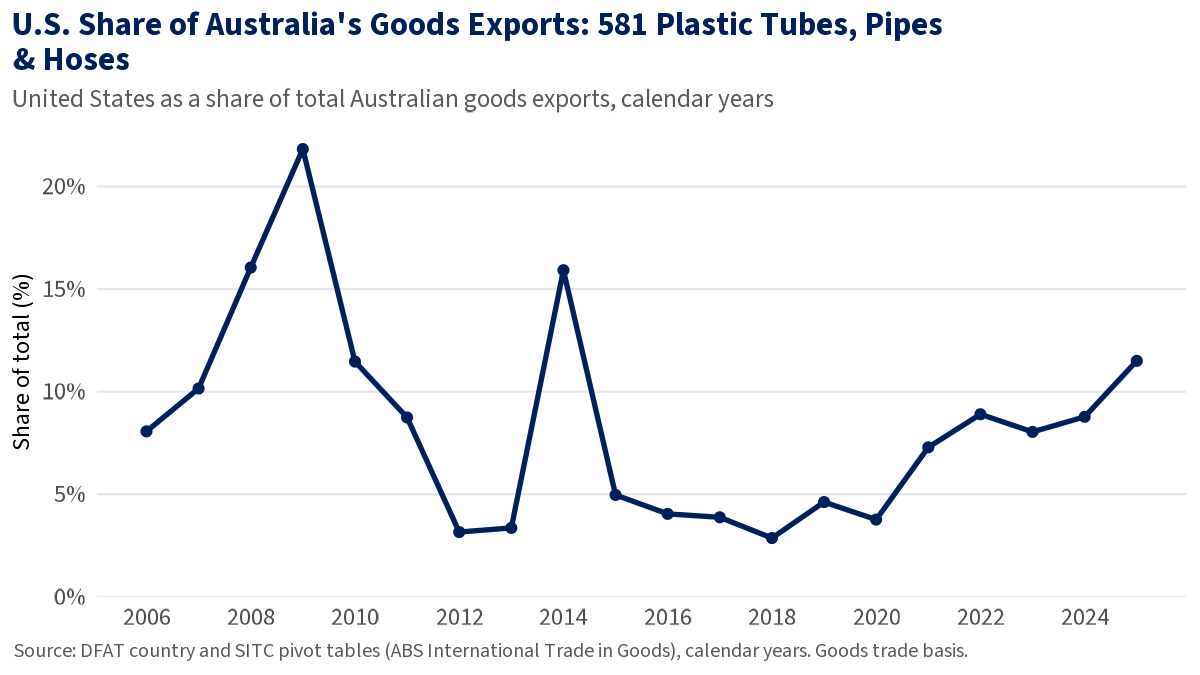 U.S. Share of Australia's Goods Exports: 581 Plastic Tubes, Pipes
& Hoses
United States as a share of total Australian goods exports, calendar years
Share of total (%)
20%
15%
10%
5%
0%
2006 2008 2010 2012 2014 2016 2018 2020 2022 2024
Source: DFAT country and SITC pivot tables (ABS International Trade in Goods), calendar years. Goods trade basis.